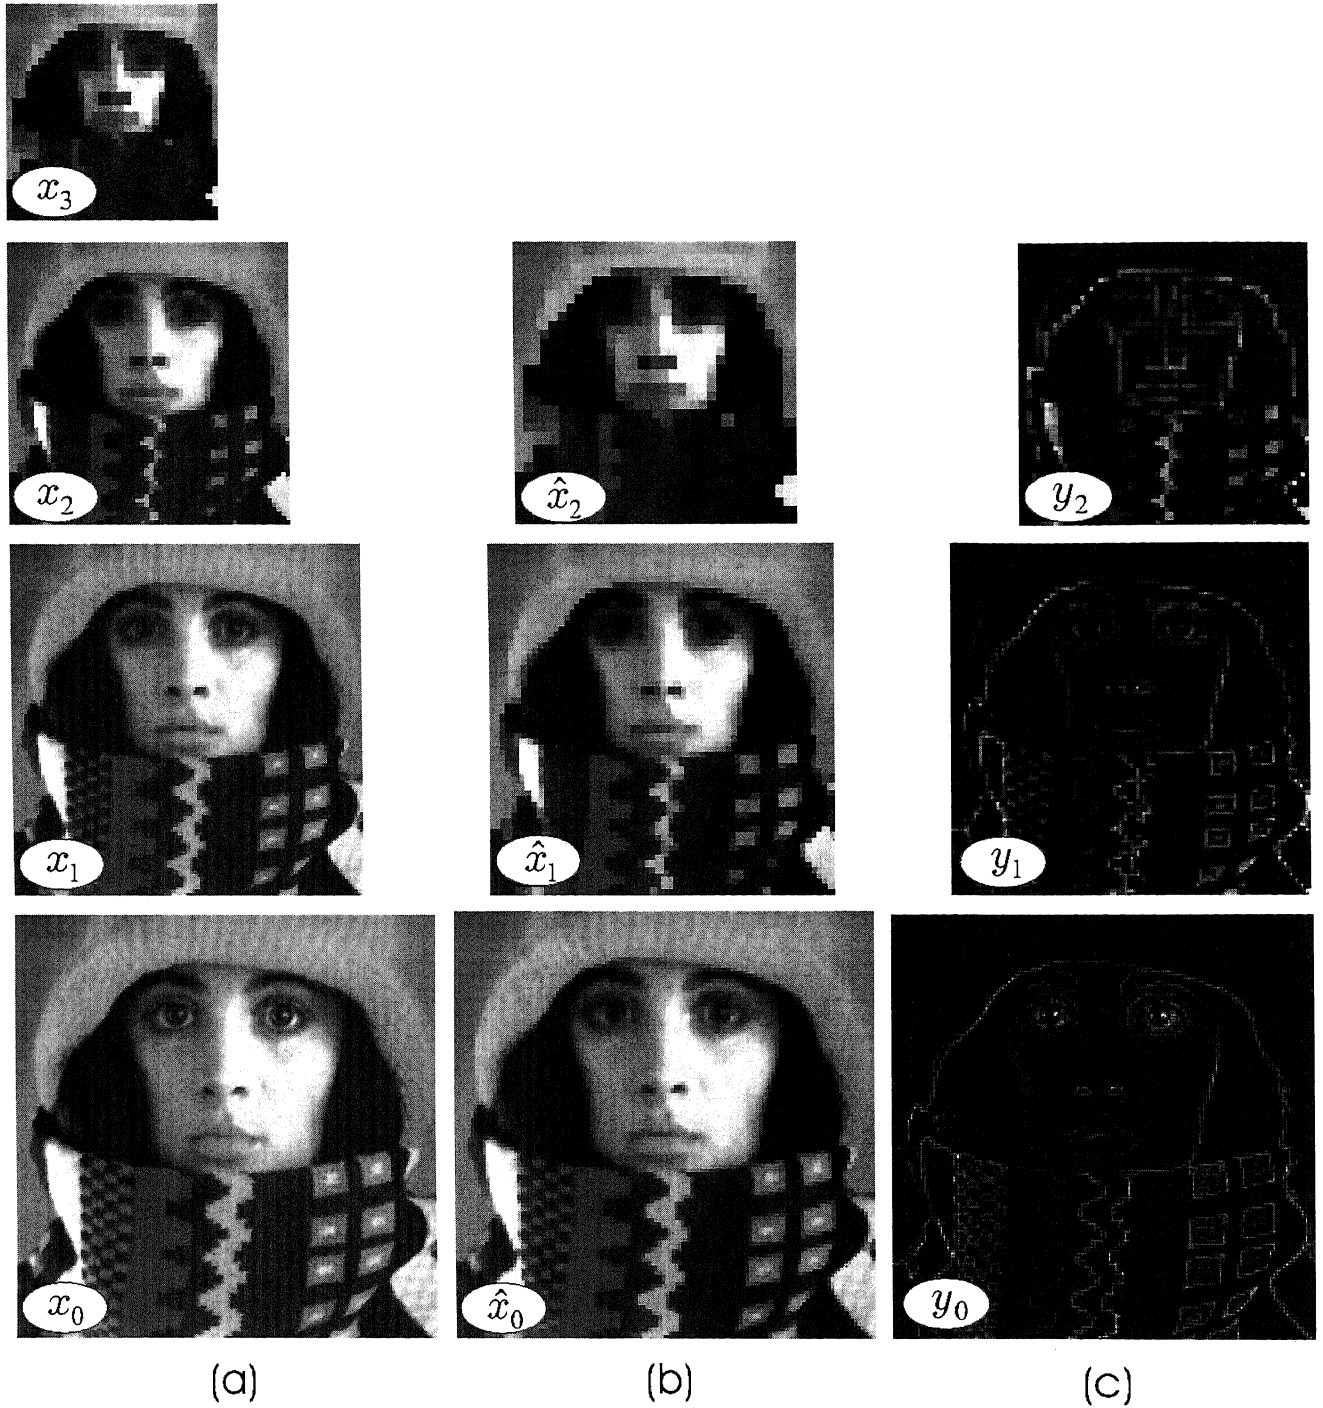 x₃
x₂ x̂₂ y₂
x₁ x̂₁ y₁
x₀ x̂₀ y₀
(a) (b) (c)